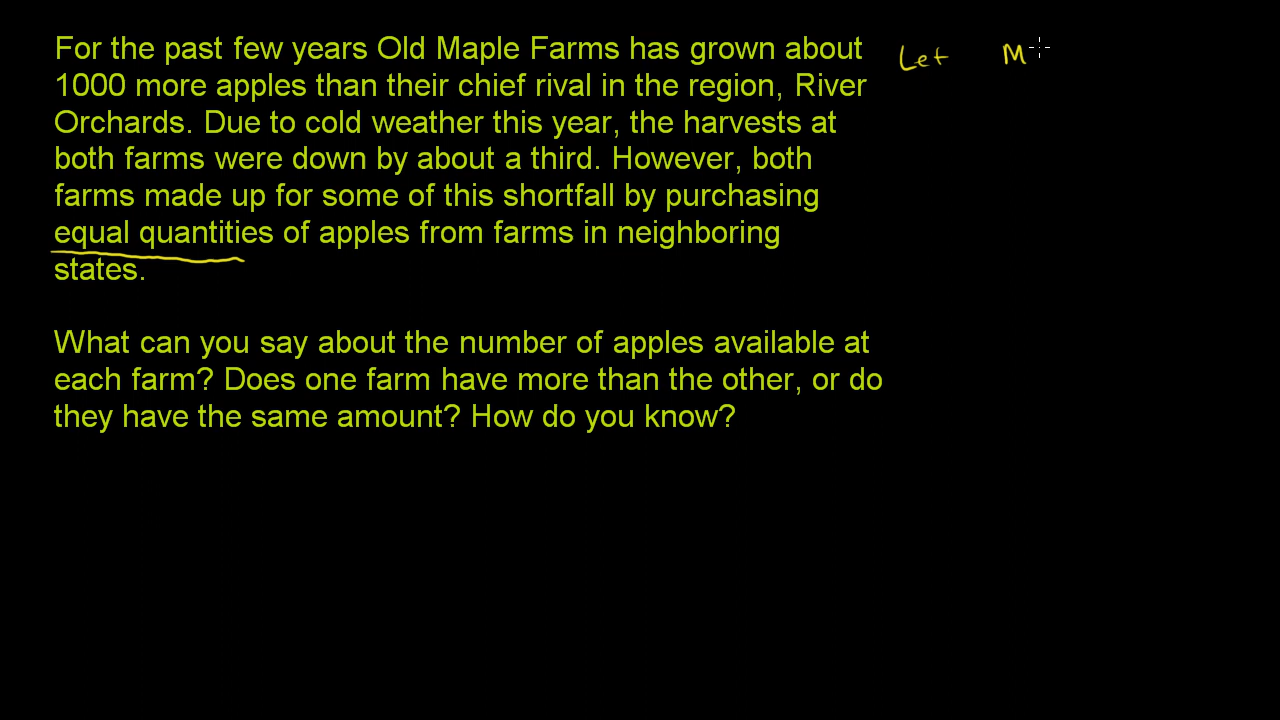 For the past few years Old Maple Farms has grown about
1000 more apples than their chief rival in the region, River
Orchards. Due to cold weather this year, the harvests at
both farms were down by about a third. However, both
farms made up for some of this shortfall by purchasing
equal quantities of apples from farms in neighboring
states.
What can you say about the number of apples available at
each farm? Does one farm have more than the other, or do
they have the same amount? How do you know?
Let M